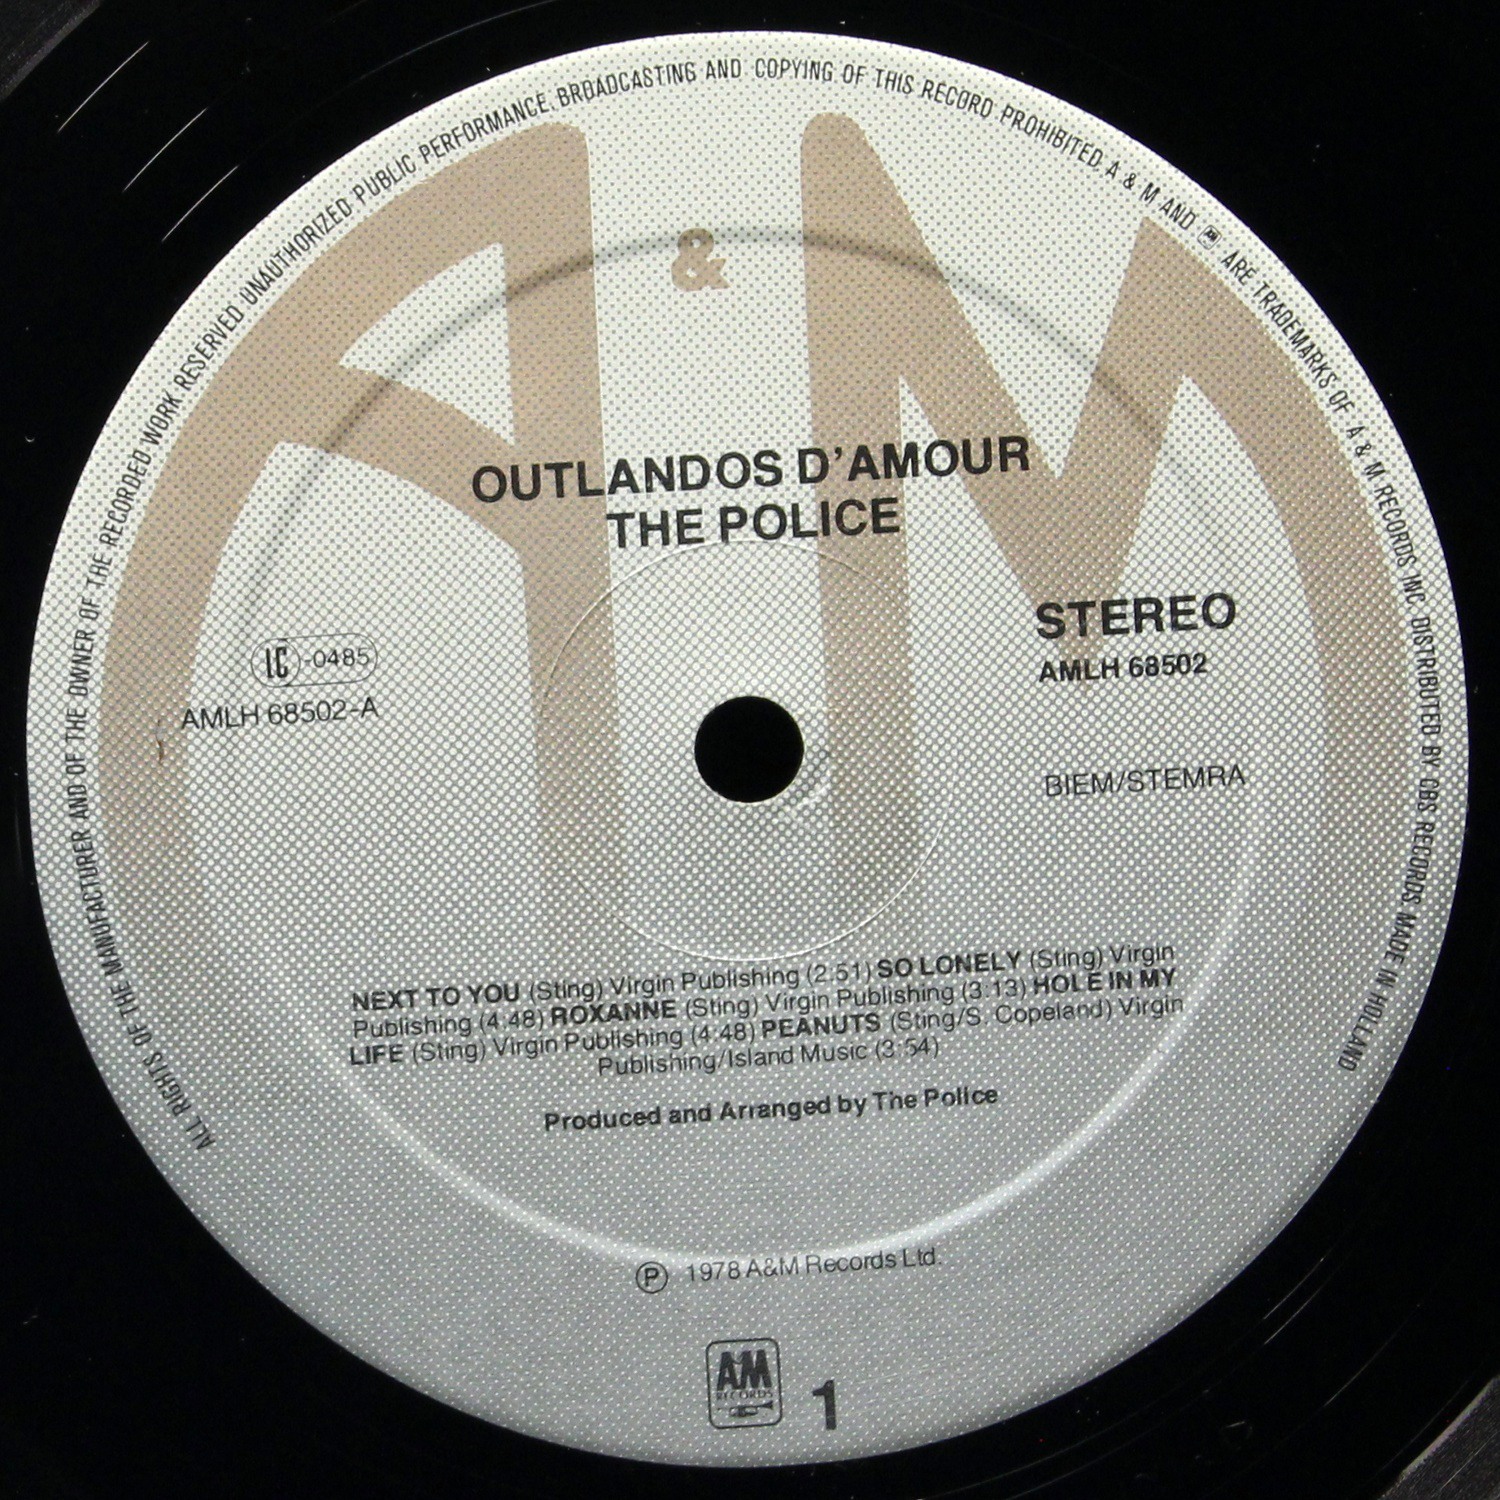 ALL RIGHTS OF THE MANUFACTURER AND OF THE OWNER OF THE RECORDED WORK RESERVED UNAUTHORIZED PUBLIC PERFORMANCE, BROADCASTING AND COPYING OF THIS RECORD PROHIBITED. A & M AND AM ARE TRADEMARKS OF A & M RECORDS INC DISTRIBUTED BY CBS RECORDS MADE IN HOLLAND
A & M
OUTLANDOS D'AMOUR
THE POLICE
LC-0485
AMLH 68502-A
STEREO
AMLH 68502
BIEM/STEMRA
NEXT TO YOU (Sting) Virgin Publishing (2:51) SO LONELY (Sting) Virgin
Publishing (4:48) ROXANNE (Sting) Virgin Publishing (3:13) HOLE IN MY
LIFE (Sting) Virgin Publishing (4:48) PEANUTS (Sting/S. Copeland) Virgin
Publishing/Island Music (3:54)
Produced and Arranged by The Police
℗ 1978 A&M Records Ltd.
AM
RECORDS
1